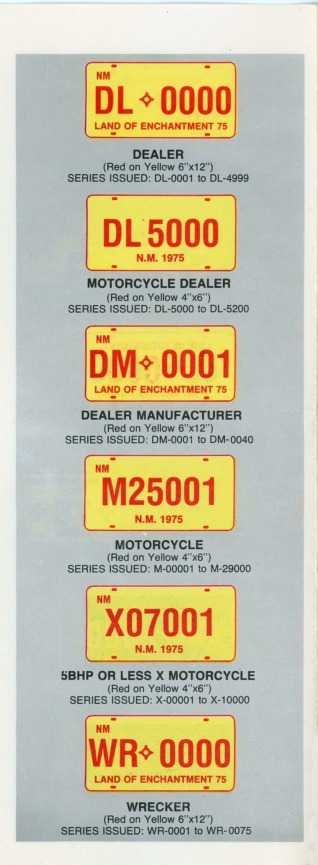 NM
DL 0000
LAND OF ENCHANTMENT 75
DEALER
(Red on Yellow 6"x12")
SERIES ISSUED: DL-0001 to DL-4999
DL 5000
N.M. 1975
MOTORCYCLE DEALER
(Red on Yellow 4"x6")
SERIES ISSUED: DL-5000 to DL-5200
NM
DM 0001
LAND OF ENCHANTMENT 75
DEALER MANUFACTURER
(Red on Yellow 6"x12")
SERIES ISSUED: DM-0001 to DM-0040
NM
M25001
N.M. 1975
MOTORCYCLE
(Red on Yellow 4"x6")
SERIES ISSUED: M-00001 to M-29000
NM
X07001
N.M. 1975
5BHP OR LESS X MOTORCYCLE
(Red on Yellow 4"x6")
SERIES ISSUED: X-00001 to X-10000
NM
WR 0000
LAND OF ENCHANTMENT 75
WRECKER
(Red on Yellow 6"x12")
SERIES ISSUED: WR-0001 to WR-0075